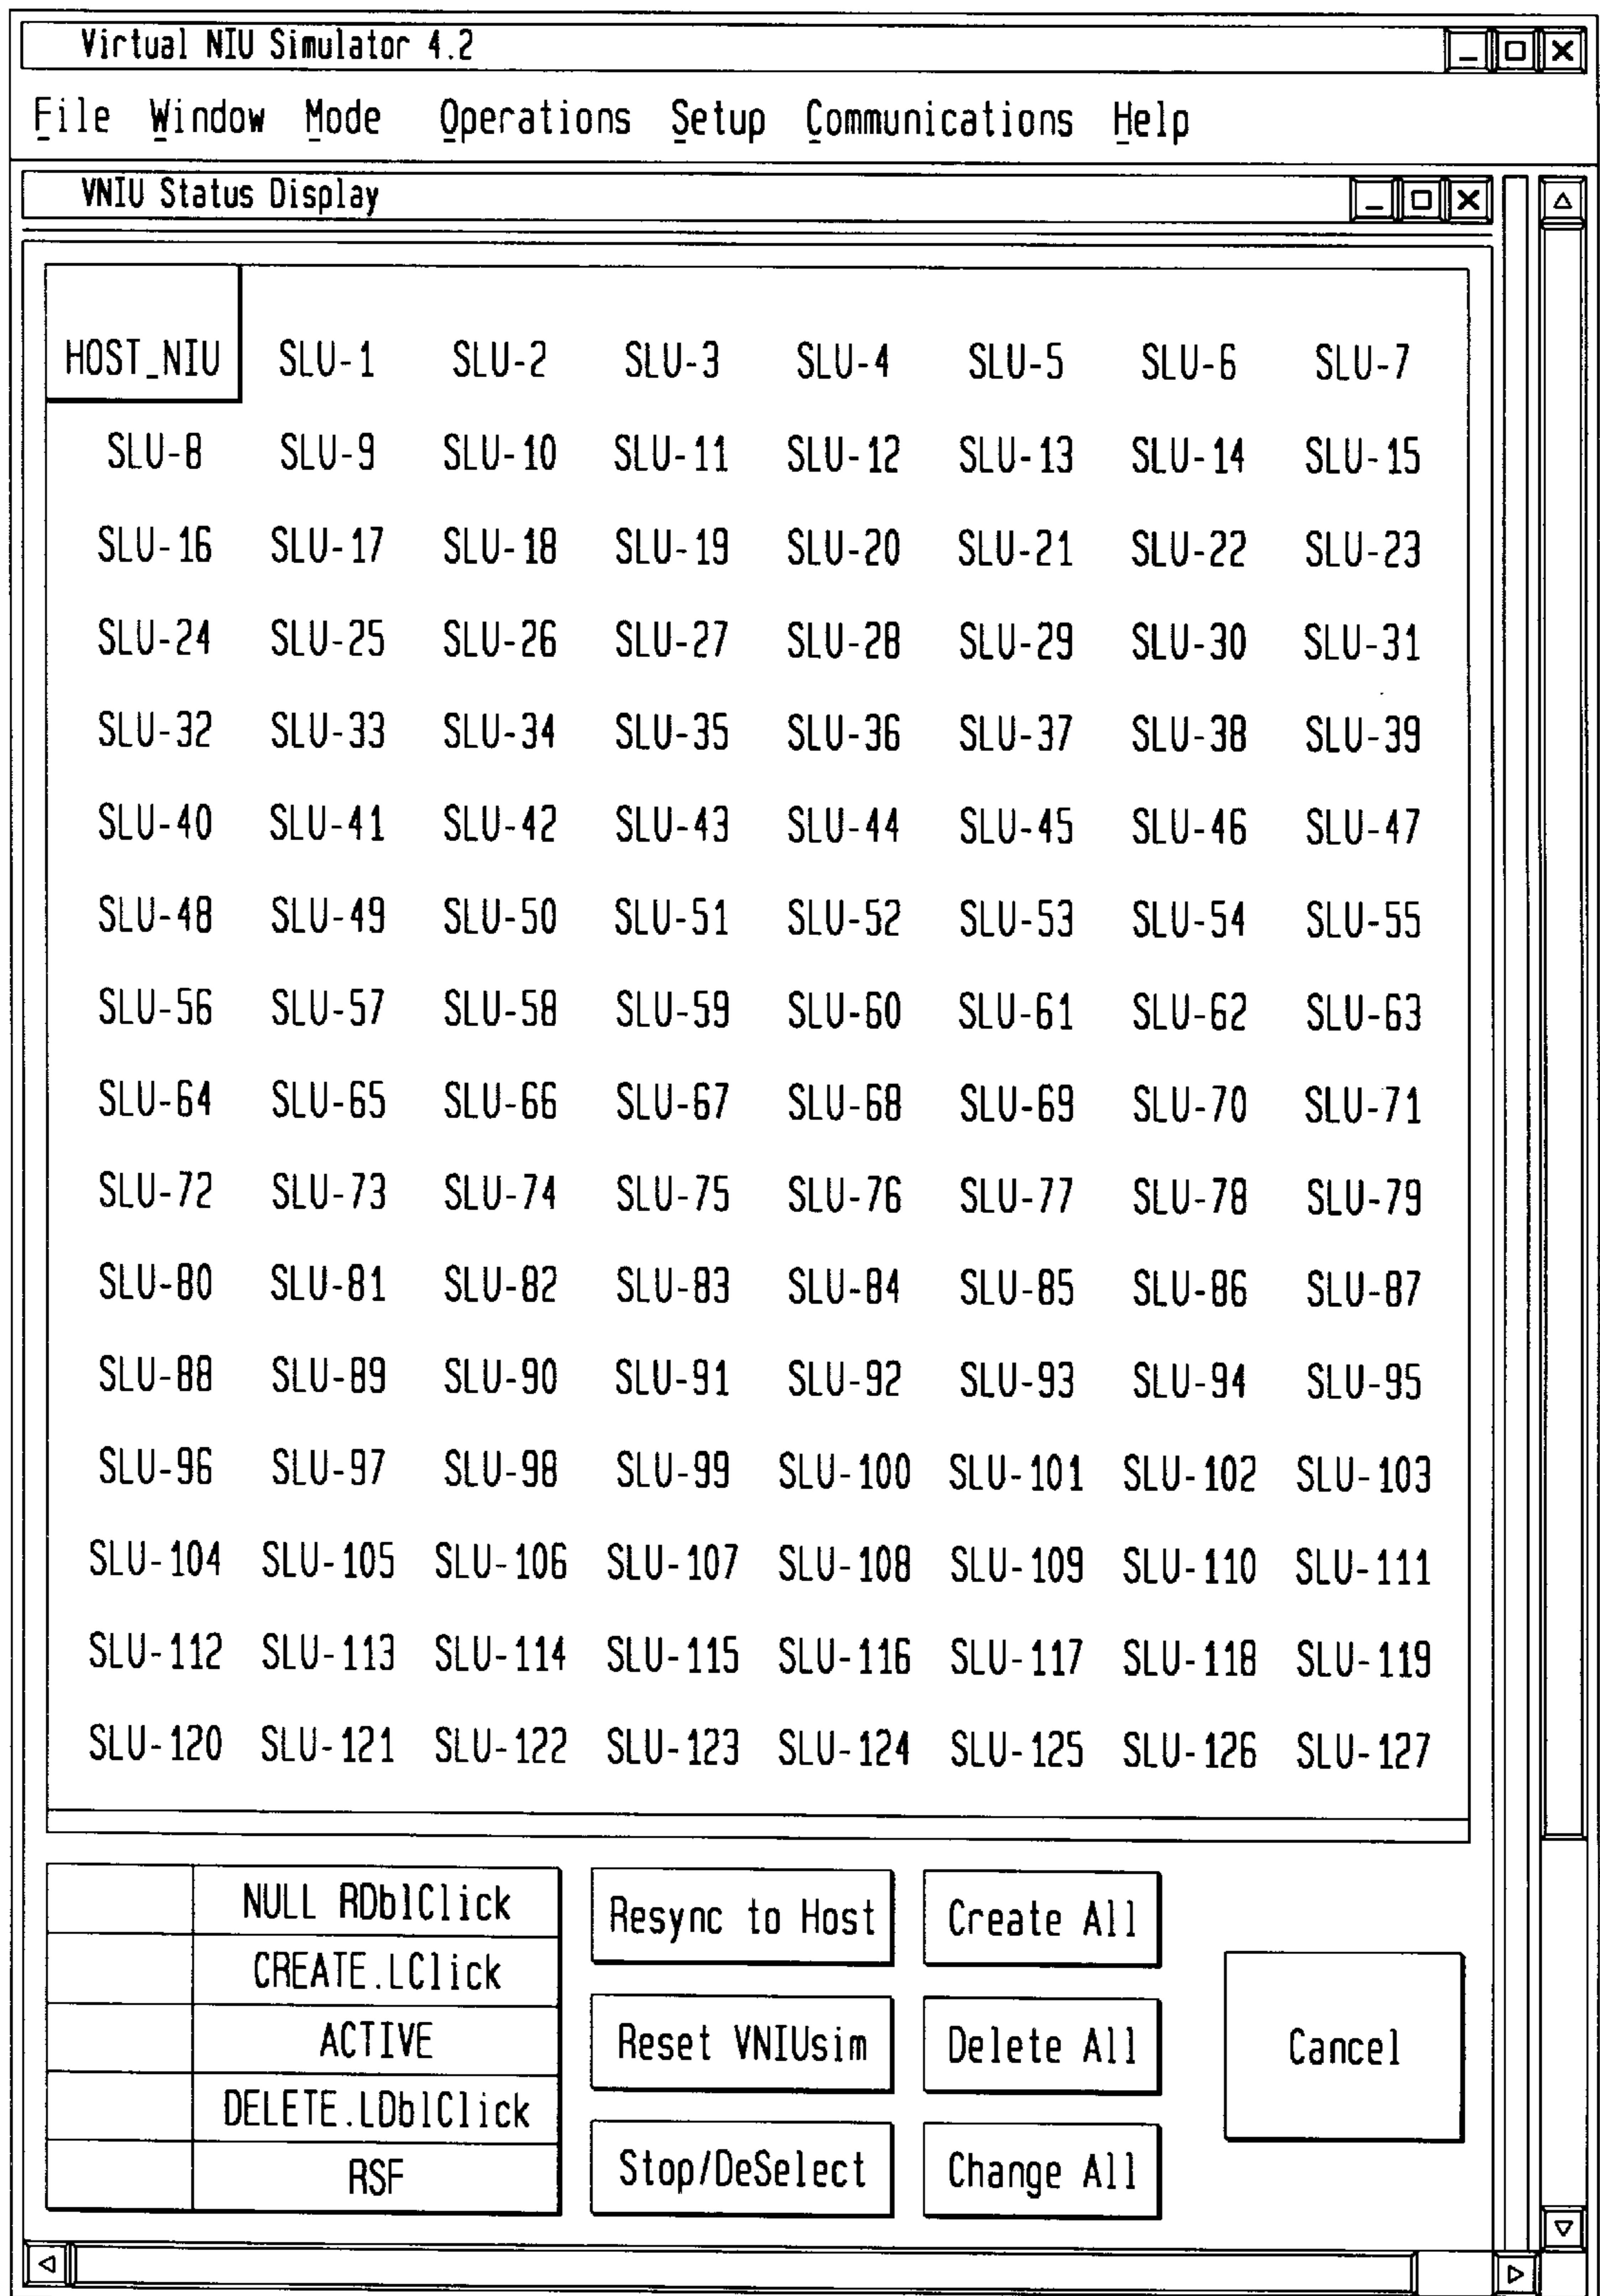 Virtual NIU Simulator 4.2
File Window Mode Operations Setup Communications Help
VNIU Status Display
HOST_NIU SLU-1 SLU-2 SLU-3 SLU-4 SLU-5 SLU-6 SLU-7
SLU-8 SLU-9 SLU-10 SLU-11 SLU-12 SLU-13 SLU-14 SLU-15
SLU-16 SLU-17 SLU-18 SLU-19 SLU-20 SLU-21 SLU-22 SLU-23
SLU-24 SLU-25 SLU-26 SLU-27 SLU-28 SLU-29 SLU-30 SLU-31
SLU-32 SLU-33 SLU-34 SLU-35 SLU-36 SLU-37 SLU-38 SLU-39
SLU-40 SLU-41 SLU-42 SLU-43 SLU-44 SLU-45 SLU-46 SLU-47
SLU-48 SLU-49 SLU-50 SLU-51 SLU-52 SLU-53 SLU-54 SLU-55
SLU-56 SLU-57 SLU-58 SLU-59 SLU-60 SLU-61 SLU-62 SLU-63
SLU-64 SLU-65 SLU-66 SLU-67 SLU-68 SLU-69 SLU-70 SLU-71
SLU-72 SLU-73 SLU-74 SLU-75 SLU-76 SLU-77 SLU-78 SLU-79
SLU-80 SLU-81 SLU-82 SLU-83 SLU-84 SLU-85 SLU-86 SLU-87
SLU-88 SLU-89 SLU-90 SLU-91 SLU-92 SLU-93 SLU-94 SLU-95
SLU-96 SLU-97 SLU-98 SLU-99 SLU-100 SLU-101 SLU-102 SLU-103
SLU-104 SLU-105 SLU-106 SLU-107 SLU-108 SLU-109 SLU-110 SLU-111
SLU-112 SLU-113 SLU-114 SLU-115 SLU-116 SLU-117 SLU-118 SLU-119
SLU-120 SLU-121 SLU-122 SLU-123 SLU-124 SLU-125 SLU-126 SLU-127
NULL RDblClick
CREATE.LClick
ACTIVE
DELETE.LDblClick
RSF
Resync to Host
Reset VNIUsim
Stop/DeSelect
Create All
Delete All
Change All
Cancel